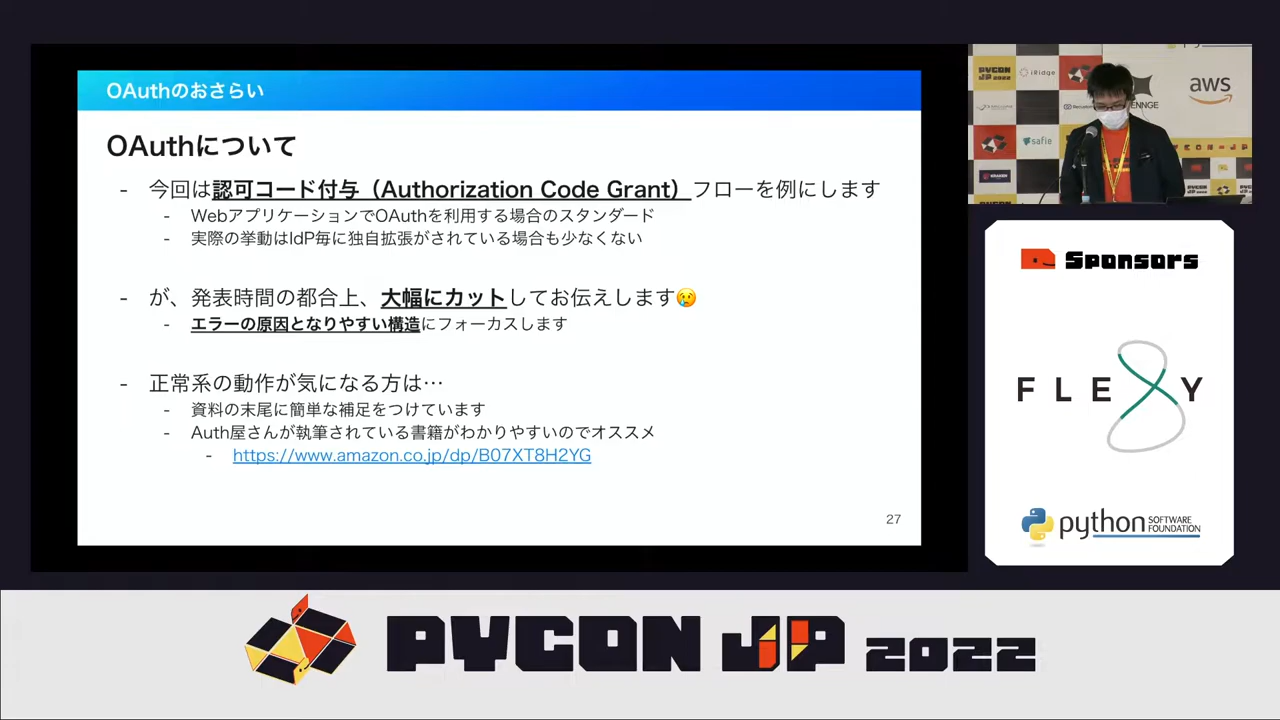 OAuthのおさらい
OAuthについて
- 今回は認可コード付与（Authorization Code Grant）フローを例にします
- WebアプリケーションでOAuthを利用する場合のスタンダード
- 実際の挙動はIdP毎に独自拡張がされている場合も少なくない
- が、発表時間の都合上、大幅にカットしてお伝えします😢
- エラーの原因となりやすい構造にフォーカスします
- 正常系の動作が気になる方は…
- 資料の末尾に簡単な補足をつけています
- Auth屋さんが執筆されている書籍がわかりやすいのでオススメ
- https://www.amazon.co.jp/dp/B07XT8H2YG
27
PYCON JP 2022
iRidge
aws
safie
Sponsors
FLEXY
python SOFTWARE FOUNDATION
PYCON JP 2022